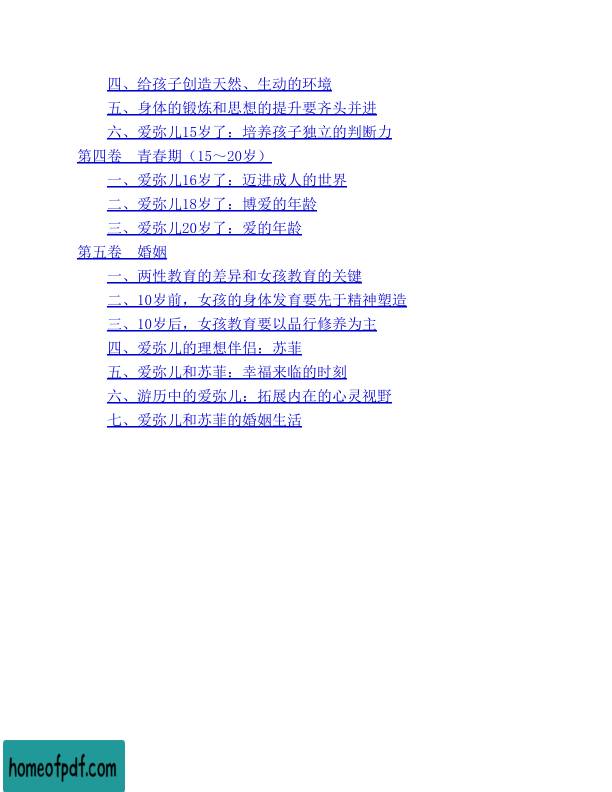 四、给孩子创造天然、生动的环境
五、身体的锻炼和思想的提升要齐头并进
六、爱弥儿15岁了：培养孩子独立的判断力
第四卷　青春期（15～20岁）
一、爱弥儿16岁了：迈进成人的世界
二、爱弥儿18岁了：博爱的年龄
三、爱弥儿20岁了：爱的年龄
第五卷　婚姻
一、两性教育的差异和女孩教育的关键
二、10岁前，女孩的身体发育要先于精神塑造
三、10岁后，女孩教育要以品行修养为主
四、爱弥儿的理想伴侣：苏菲
五、爱弥儿和苏菲：幸福来临的时刻
六、游历中的爱弥儿：拓展内在的心灵视野
七、爱弥儿和苏菲的婚姻生活
homeofpdf.com